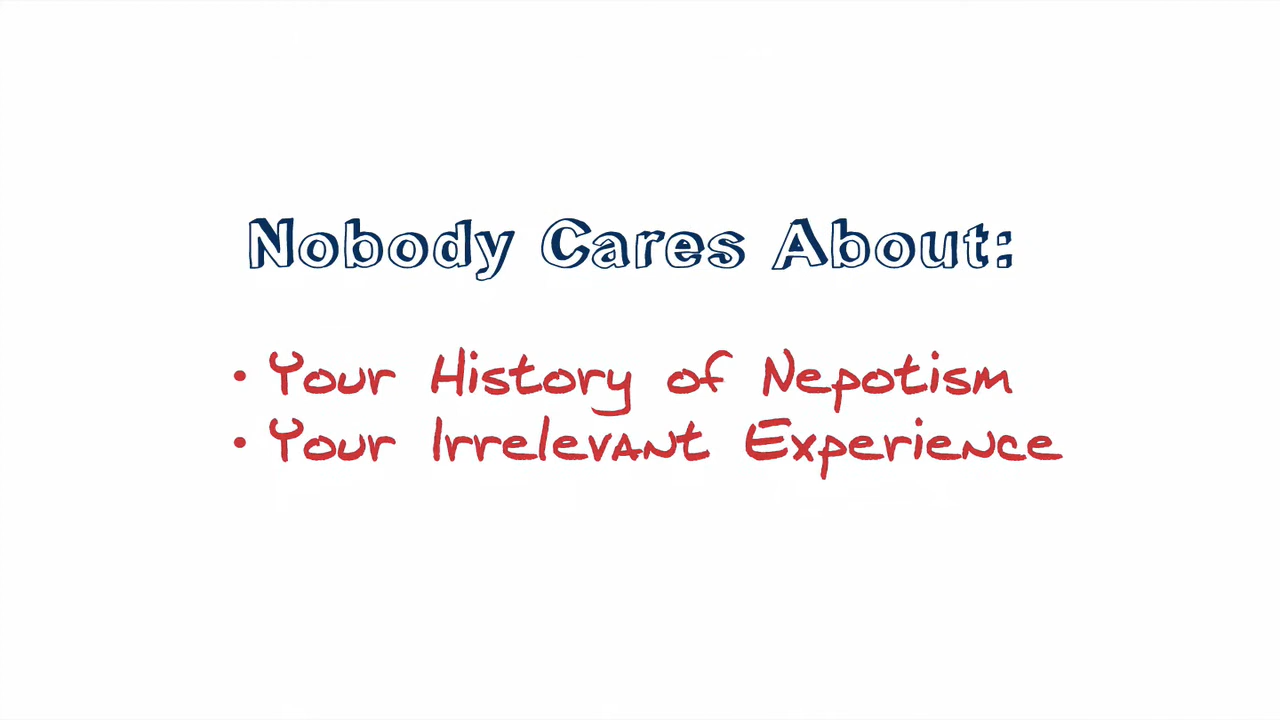 Nobody Cares About:
• Your History of Nepotism
• Your Irrelevant Experience